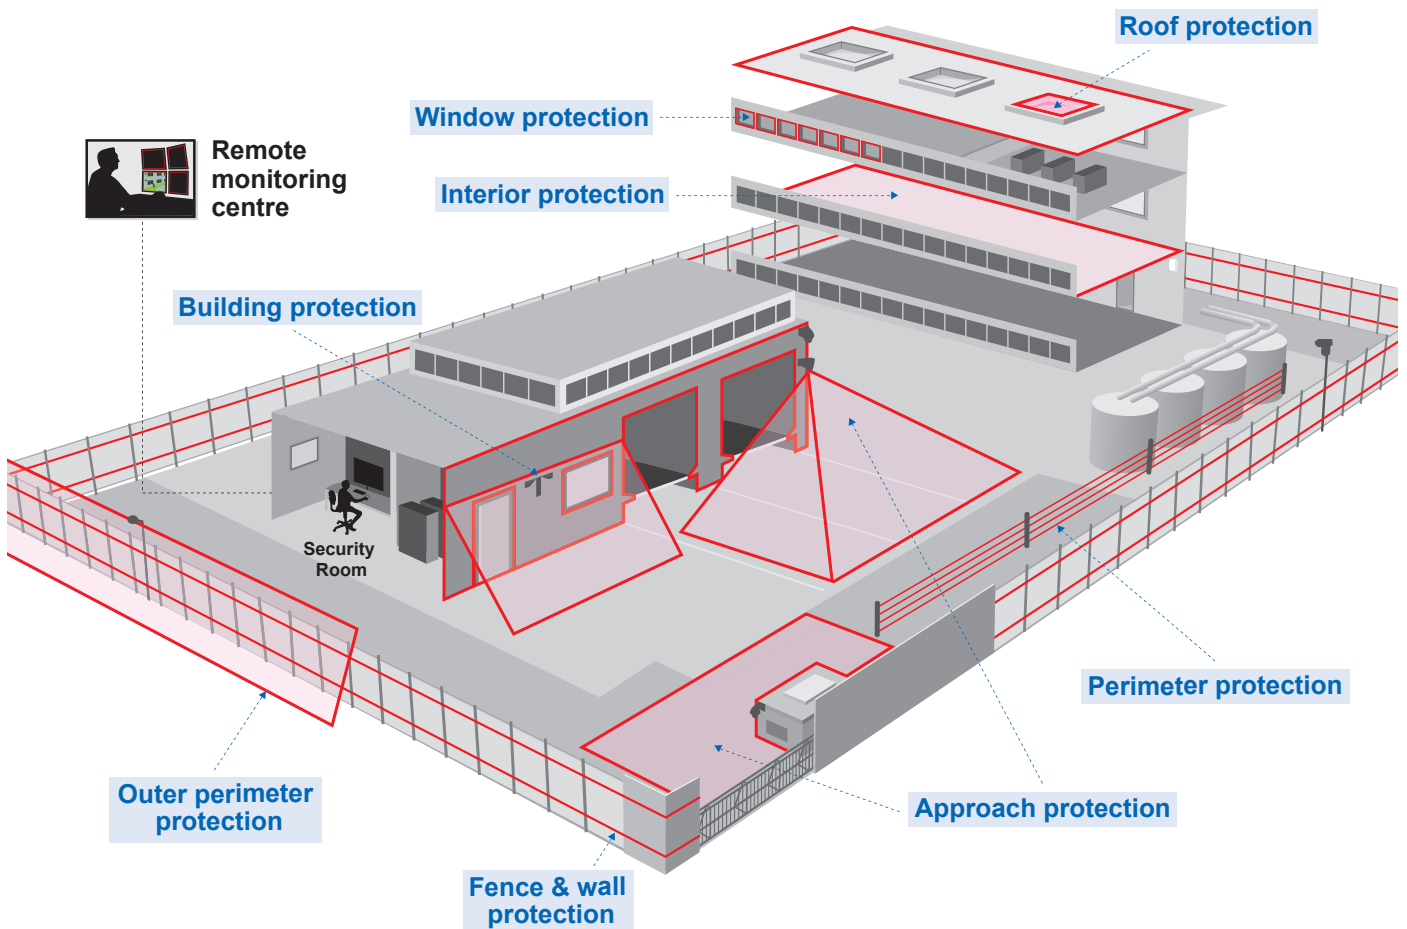 Roof protection
Window protection
Remote
monitoring
centre
Interior protection
Building protection
Security
Room
Perimeter protection
Outer perimeter
protection
Approach protection
Fence & wall
protection